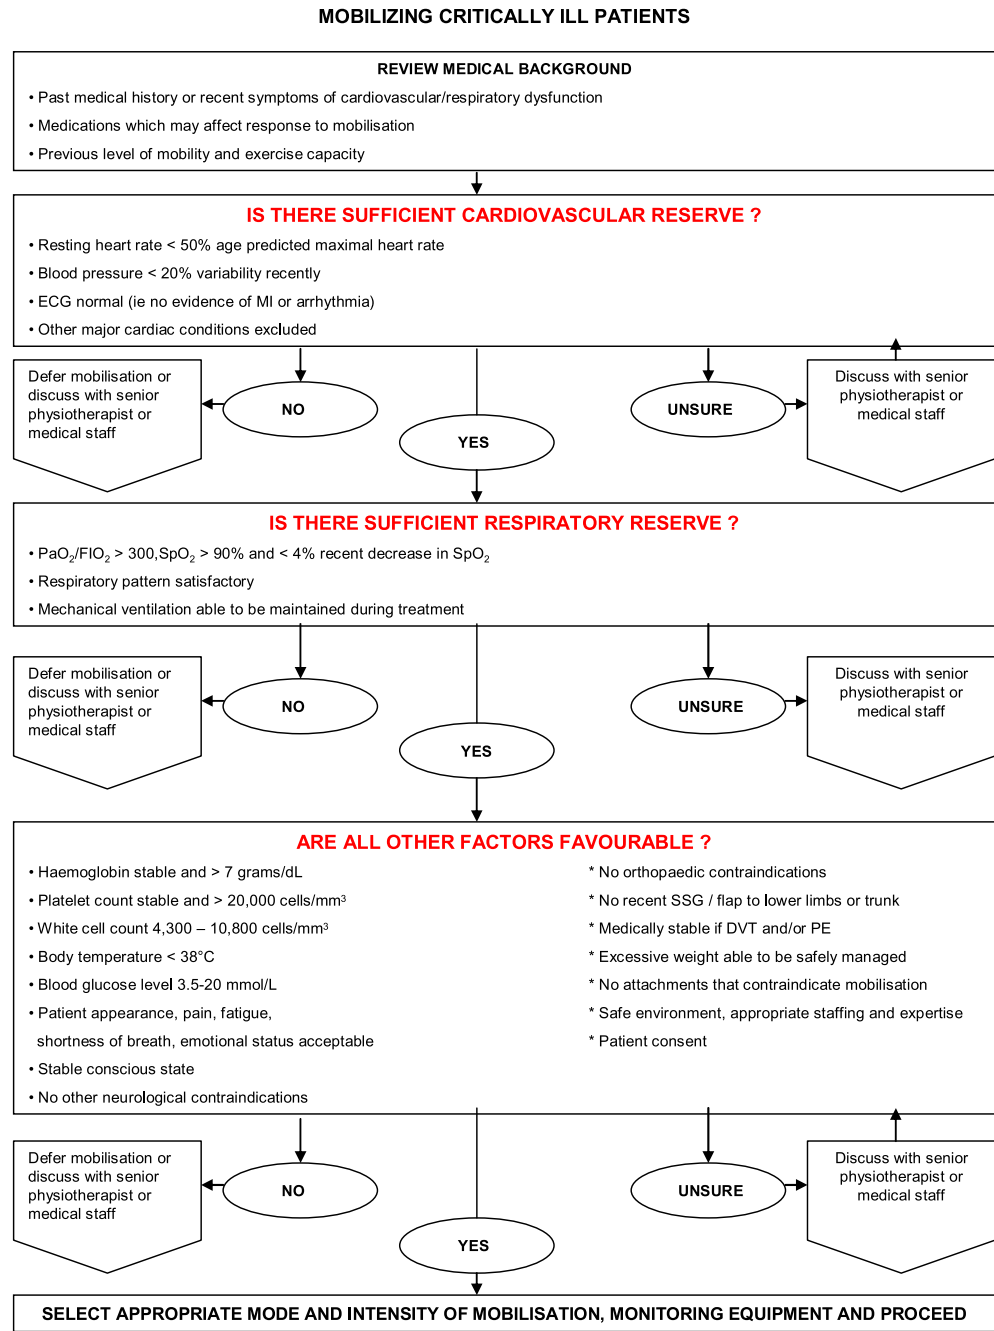 MOBILIZING CRITICALLY ILL PATIENTS
REVIEW MEDICAL BACKGROUND
• Past medical history or recent symptoms of cardiovascular/respiratory dysfunction
• Medications which may affect response to mobilisation
• Previous level of mobility and exercise capacity
IS THERE SUFFICIENT CARDIOVASCULAR RESERVE ?
• Resting heart rate < 50% age predicted maximal heart rate
• Blood pressure < 20% variability recently
• ECG normal (ie no evidence of MI or arrhythmia)
• Other major cardiac conditions excluded
Defer mobilisation or
discuss with senior
physiotherapist or
medical staff
NO
YES
UNSURE
Discuss with senior
physiotherapist or
medical staff
IS THERE SUFFICIENT RESPIRATORY RESERVE ?
• PaO₂/FIO₂ > 300,SpO₂ > 90% and < 4% recent decrease in SpO₂
• Respiratory pattern satisfactory
• Mechanical ventilation able to be maintained during treatment
Defer mobilisation or
discuss with senior
physiotherapist or
medical staff
NO
YES
UNSURE
Discuss with senior
physiotherapist or
medical staff
ARE ALL OTHER FACTORS FAVOURABLE ?
• Haemoglobin stable and > 7 grams/dL
• Platelet count stable and > 20,000 cells/mm³
• White cell count 4,300 – 10,800 cells/mm³
• Body temperature < 38°C
• Blood glucose level 3.5-20 mmol/L
• Patient appearance, pain, fatigue,
shortness of breath, emotional status acceptable
• Stable conscious state
• No other neurological contraindications
* No orthopaedic contraindications
* No recent SSG / flap to lower limbs or trunk
* Medically stable if DVT and/or PE
* Excessive weight able to be safely managed
* No attachments that contraindicate mobilisation
* Safe environment, appropriate staffing and expertise
* Patient consent
Defer mobilisation or
discuss with senior
physiotherapist or
medical staff
NO
YES
UNSURE
Discuss with senior
physiotherapist or
medical staff
SELECT APPROPRIATE MODE AND INTENSITY OF MOBILISATION, MONITORING EQUIPMENT AND PROCEED